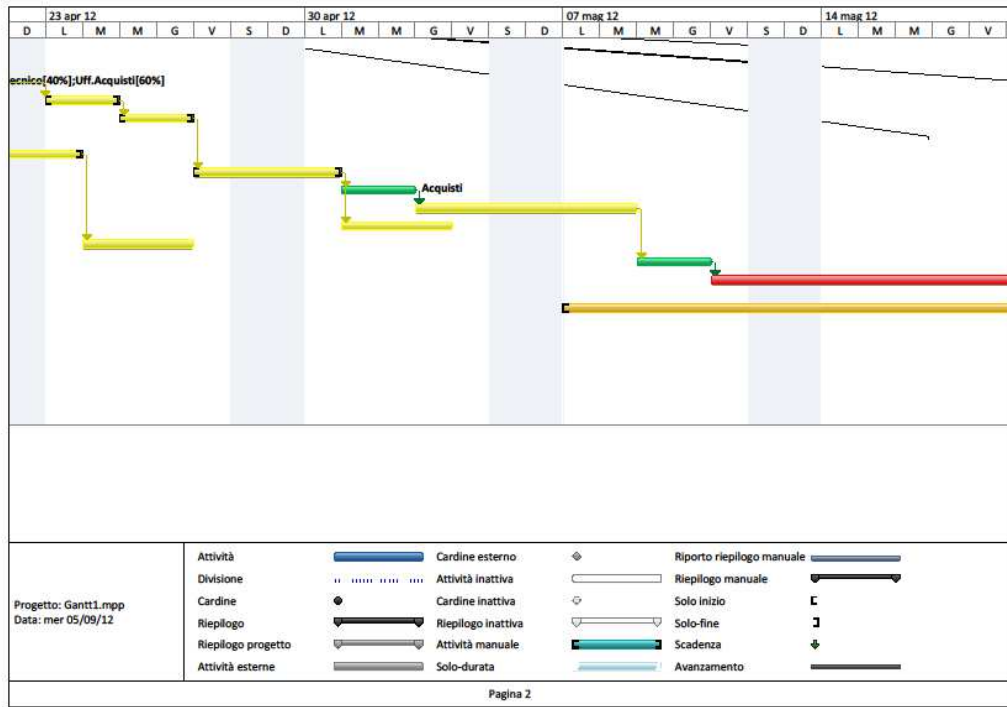 23 apr 12 30 apr 12 07 mag 12 14 mag 12
D L M M G V S D L M M G V S D L M M G V S D L M M G V
ecnico[40%];Uff.Acquisti[60%]
Acquisti
Progetto: Gantt1.mpp
Data: mer 05/09/12
Attività Cardine esterno Riporto riepilogo manuale
Divisione Attività inattiva Riepilogo manuale
Cardine Cardine inattiva Solo inizio
Riepilogo Riepilogo inattiva Solo-fine
Riepilogo progetto Attività manuale Scadenza
Attività esterne Solo-durata Avanzamento
Pagina 2